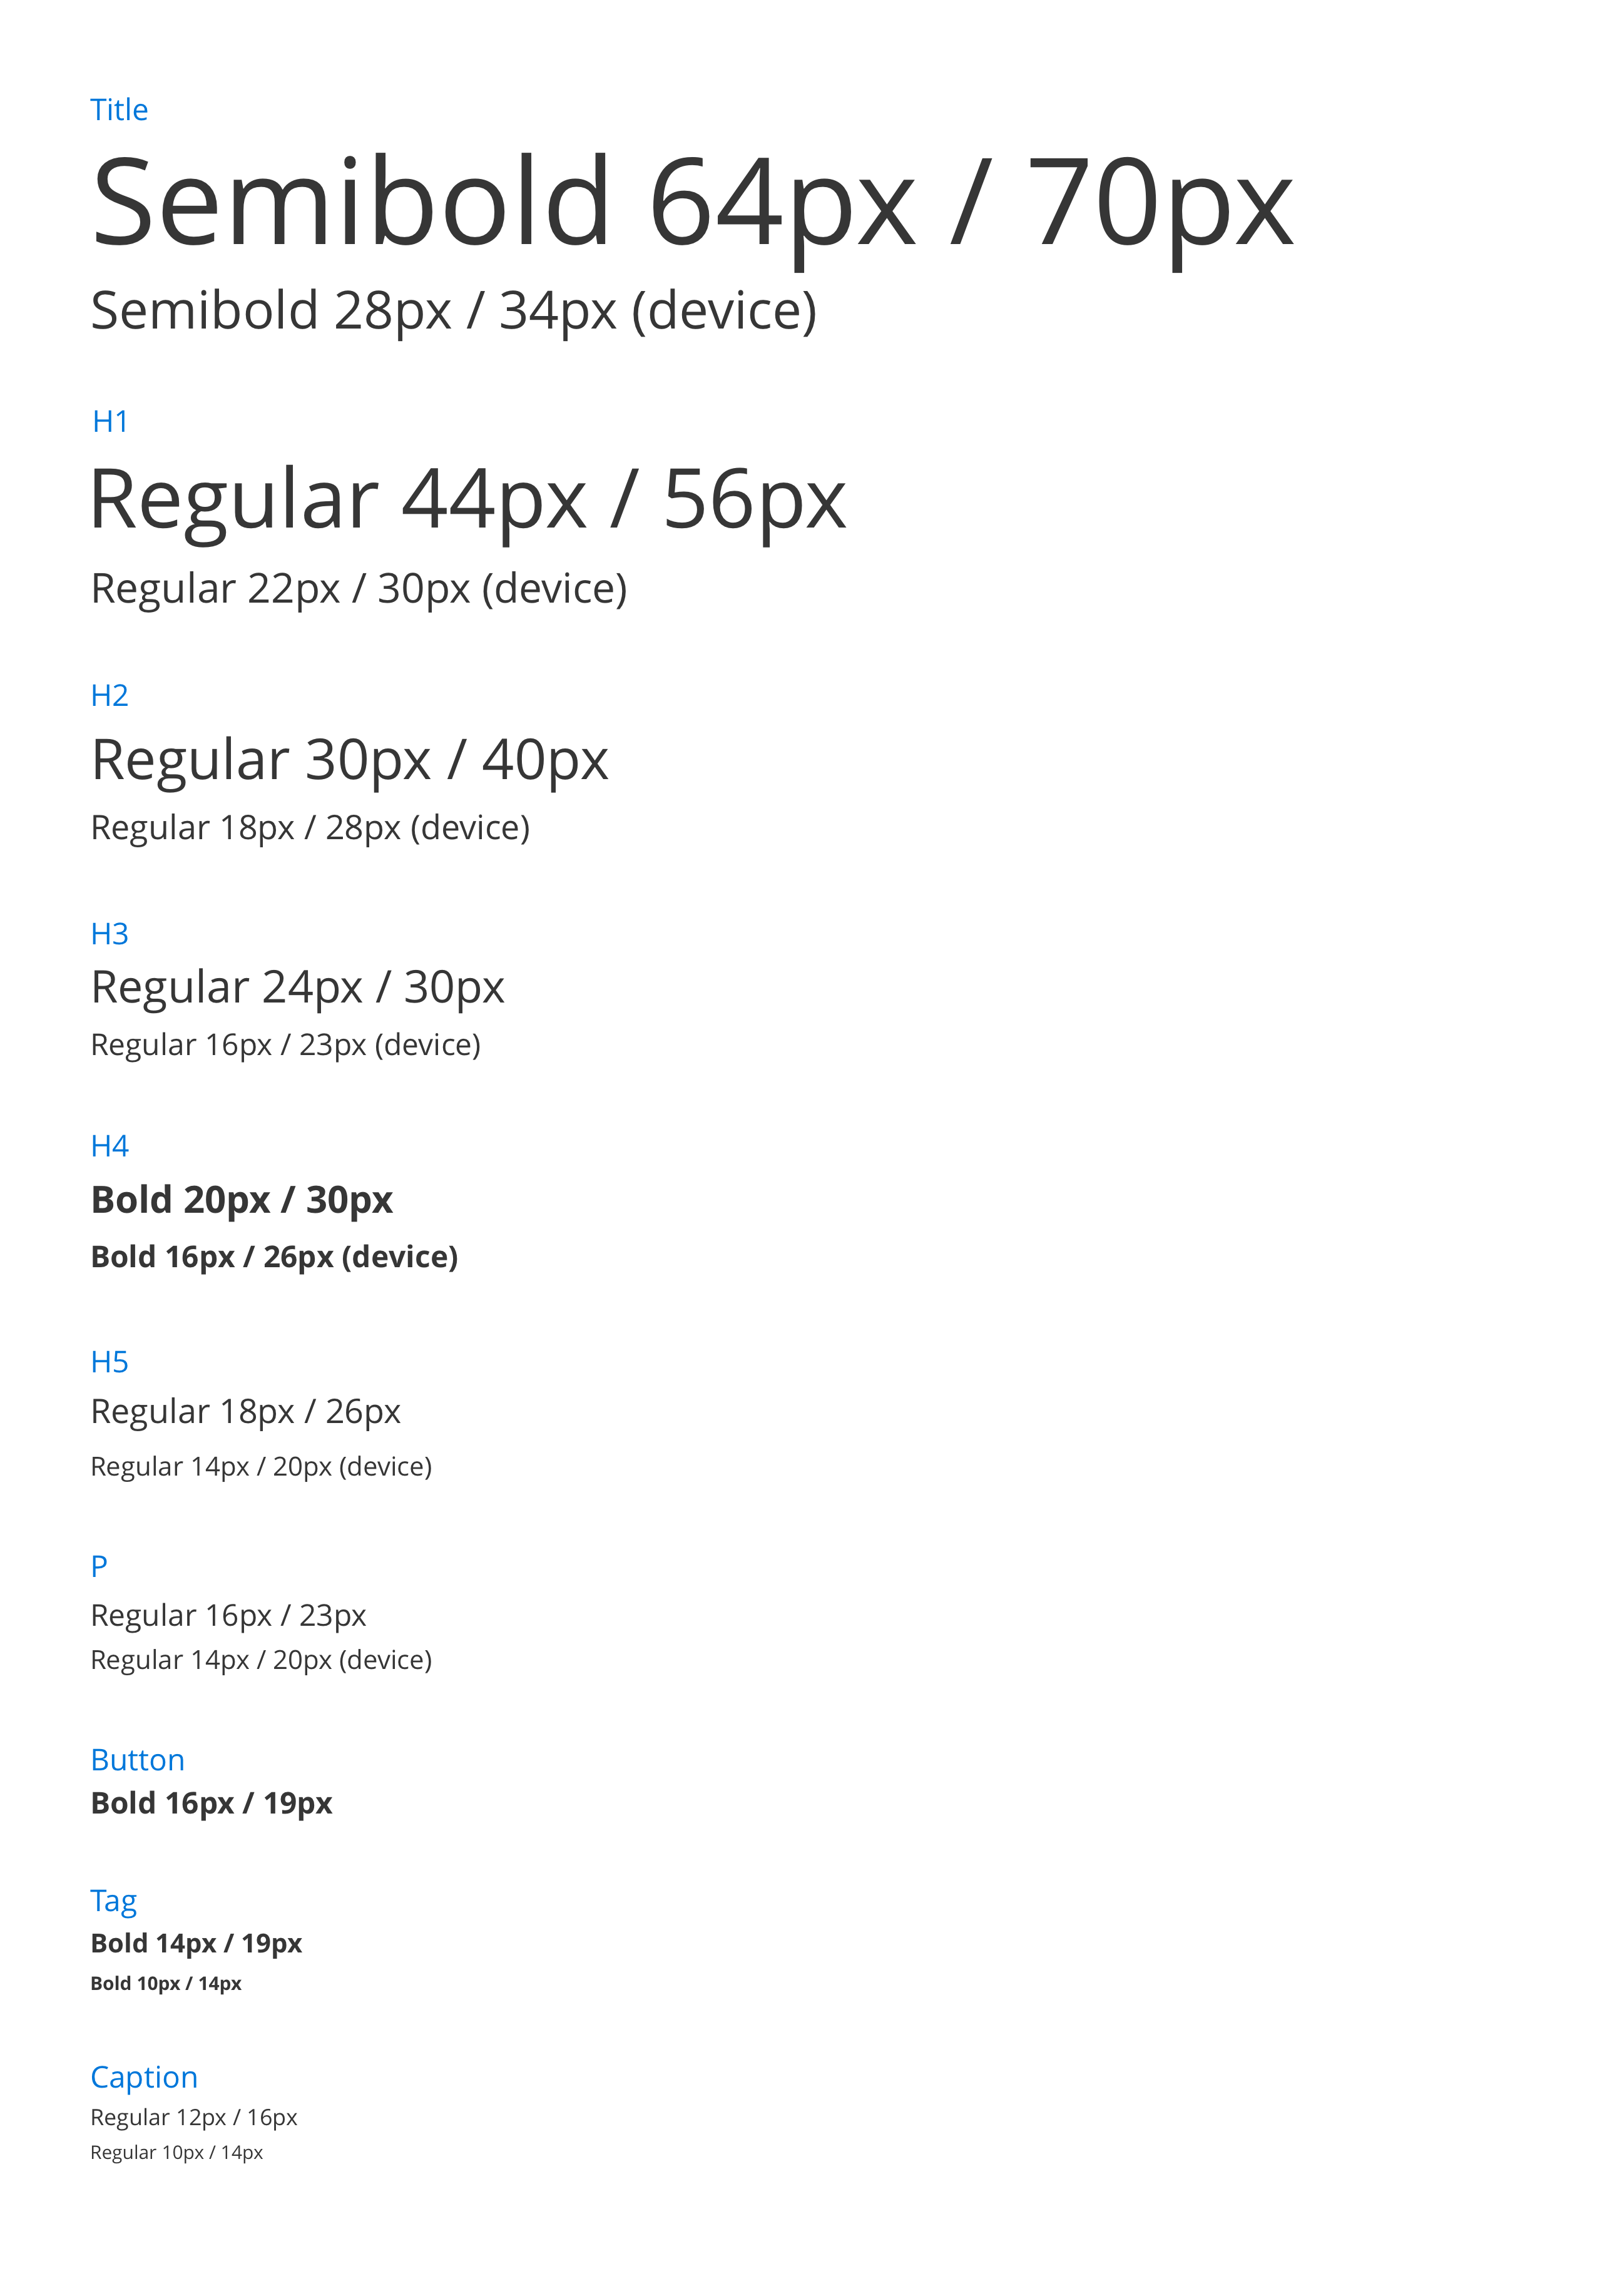 Title
Semibold 64px / 70px
Semibold 28px / 34px (device)
H1
Regular 44px / 56px
Regular 22px / 30px (device)
H2
Regular 30px / 40px
Regular 18px / 28px (device)
H3
Regular 24px / 30px
Regular 16px / 23px (device)
H4
Bold 20px / 30px
Bold 16px / 26px (device)
H5
Regular 18px / 26px
Regular 14px / 20px (device)
P
Regular 16px / 23px
Regular 14px / 20px (device)
Button
Bold 16px / 19px
Tag
Bold 14px / 19px
Bold 10px / 14px
Caption
Regular 12px / 16px
Regular 10px / 14px